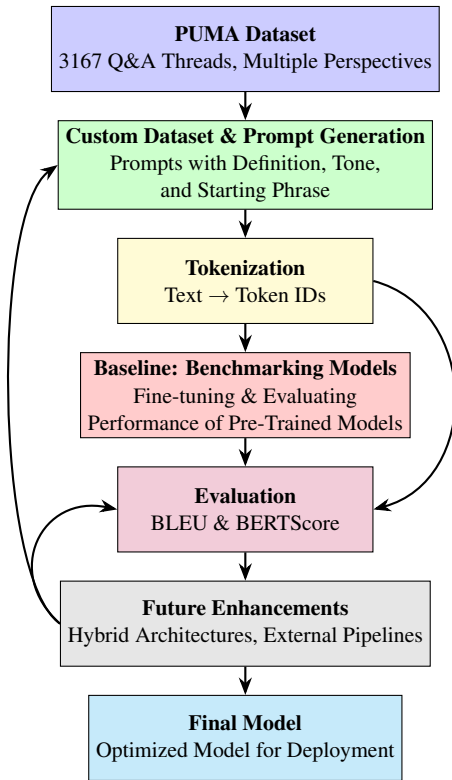 PUMA Dataset
3167 Q&A Threads, Multiple Perspectives
Custom Dataset & Prompt Generation
Prompts with Definition, Tone,
and Starting Phrase
Tokenization
Text → Token IDs
Baseline: Benchmarking Models
Fine-tuning & Evaluating
Performance of Pre-Trained Models
Evaluation
BLEU & BERTScore
Future Enhancements
Hybrid Architectures, External Pipelines
Final Model
Optimized Model for Deployment